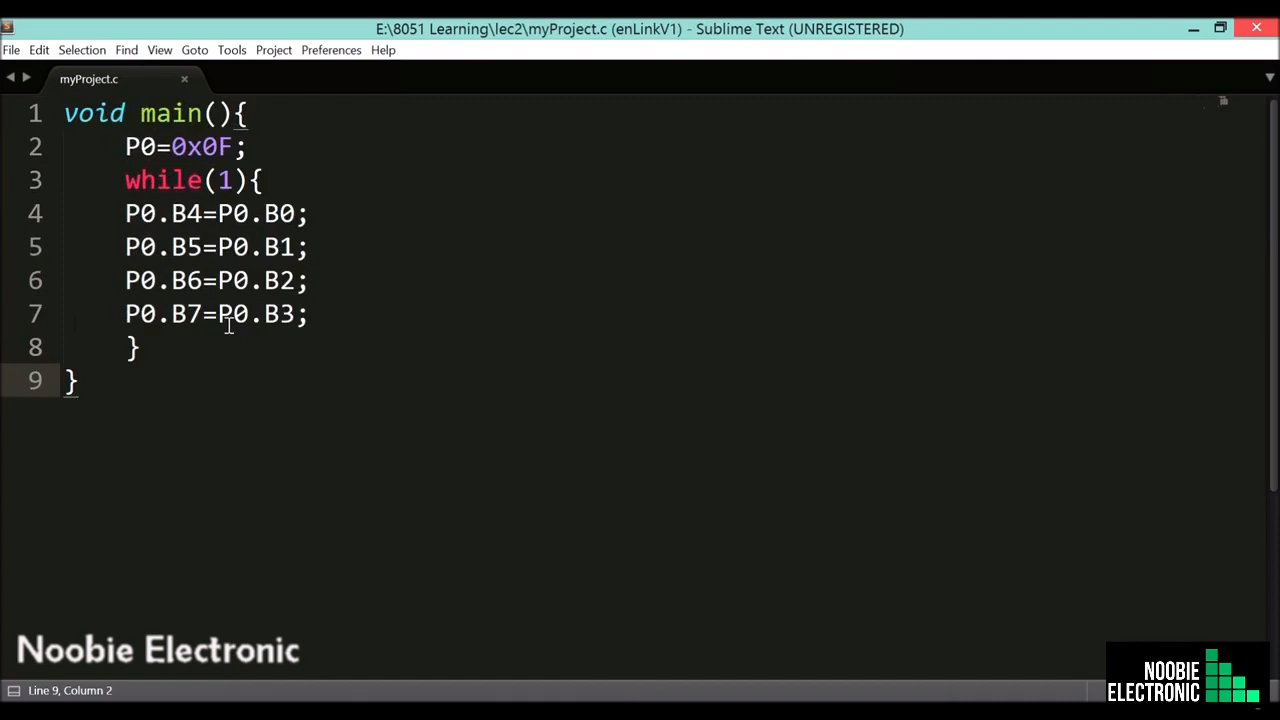 E:\8051 Learning\lec2\myProject.c (enLinkV1) - Sublime Text (UNREGISTERED)
File Edit Selection Find View Goto Tools Project Preferences Help
myProject.c
1 void main(){
2 P0=0x0F;
3 while(1){
4 P0.B4=P0.B0;
5 P0.B5=P0.B1;
6 P0.B6=P0.B2;
7 P0.B7=P0.B3;
8 }
9 }
Noobie Electronic
NOOBIE
ELECTRONIC
Line 9, Column 2